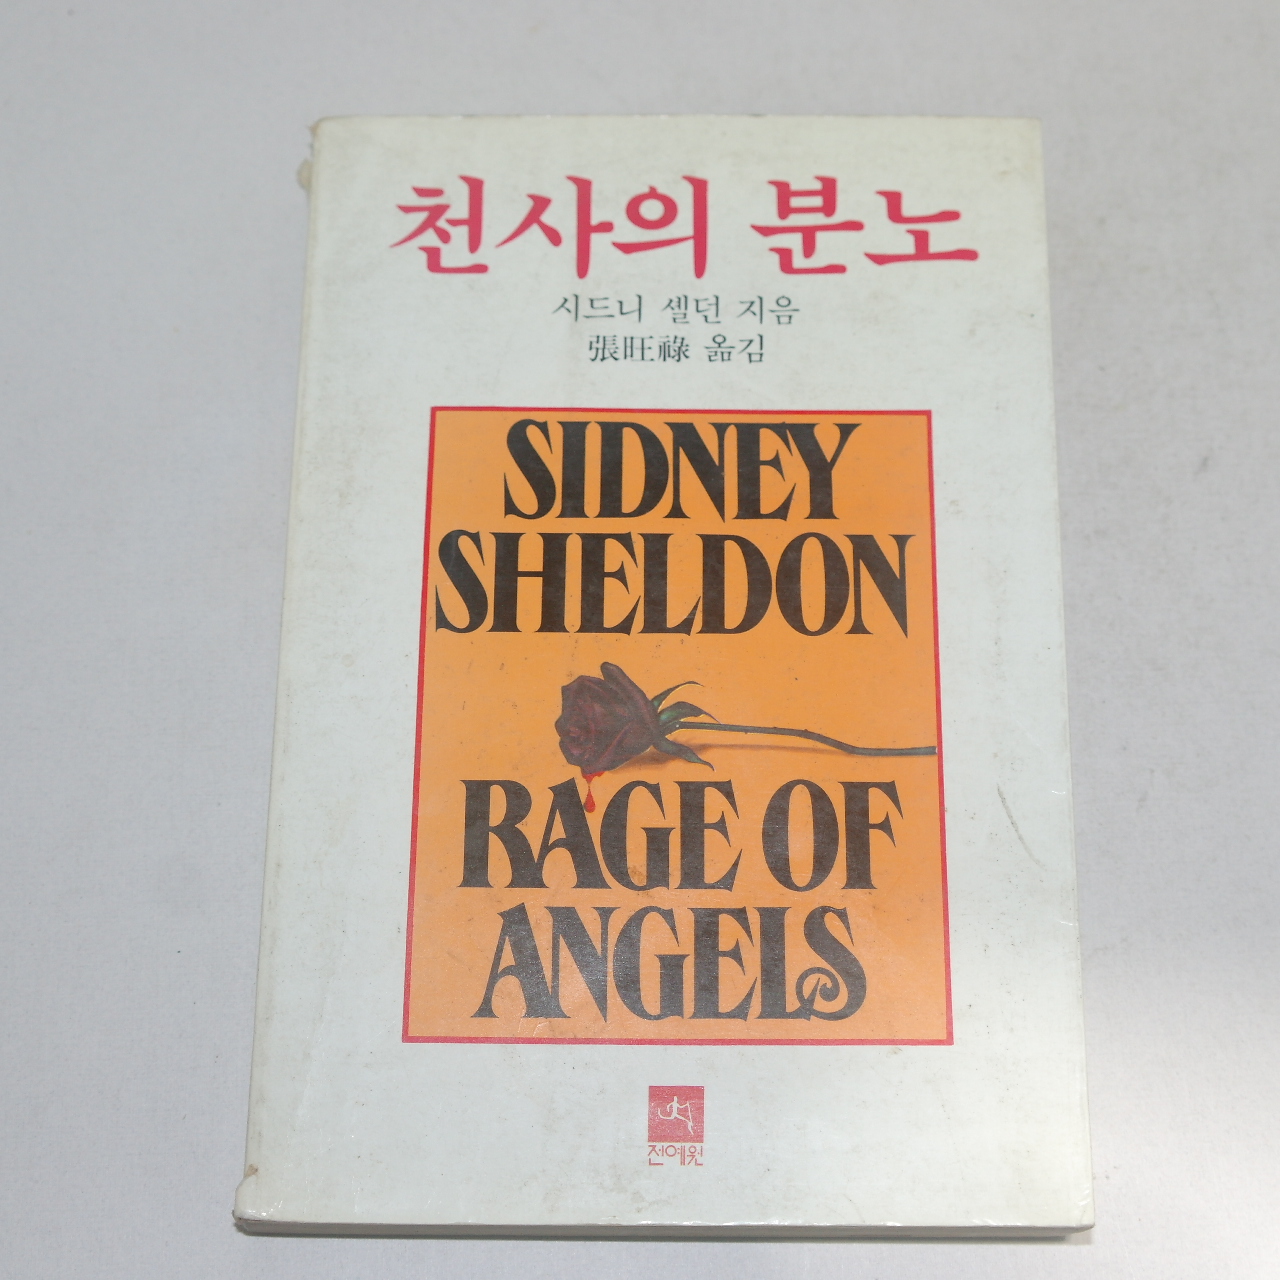 천사의 분노
시드니 셀던 지음
張旺祿 옮김
SIDNEY
SHELDON
RAGE OF
ANGELS
전예원